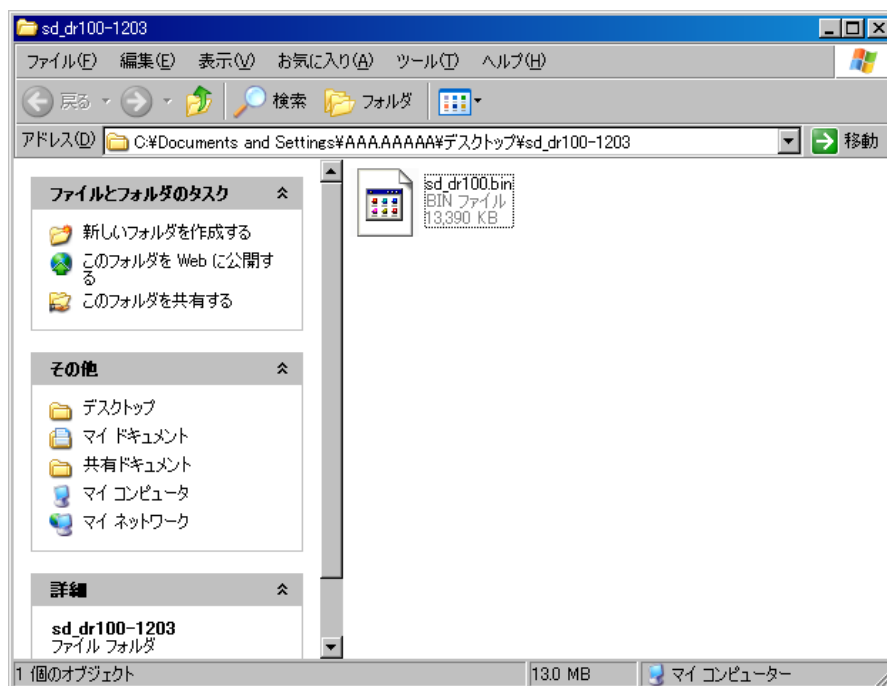 sd_dr100-1203
ファイル(F) 編集(E) 表示(V) お気に入り(A) ツール(T) ヘルプ(H)
戻る 検索 フォルダ
アドレス(D) C:¥Documents and Settings¥AAA.AAAAA¥デスクトップ¥sd_dr100-1203 移動
ファイルとフォルダのタスク
新しいフォルダを作成する
このフォルダを Web に公開す
る
このフォルダを共有する
その他
デスクトップ
マイ ドキュメント
共有ドキュメント
マイ コンピュータ
マイ ネットワーク
詳細
sd_dr100-1203
ファイル フォルダ
sd_dr100.bin
BIN ファイル
13,390 KB
1 個のオブジェクト 13.0 MB マイ コンピューター